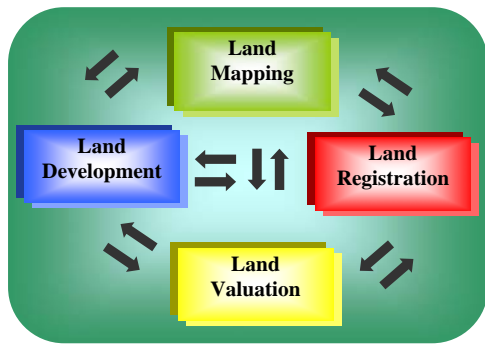 Land
Mapping
Land
Development
Land
Registration
Land
Valuation